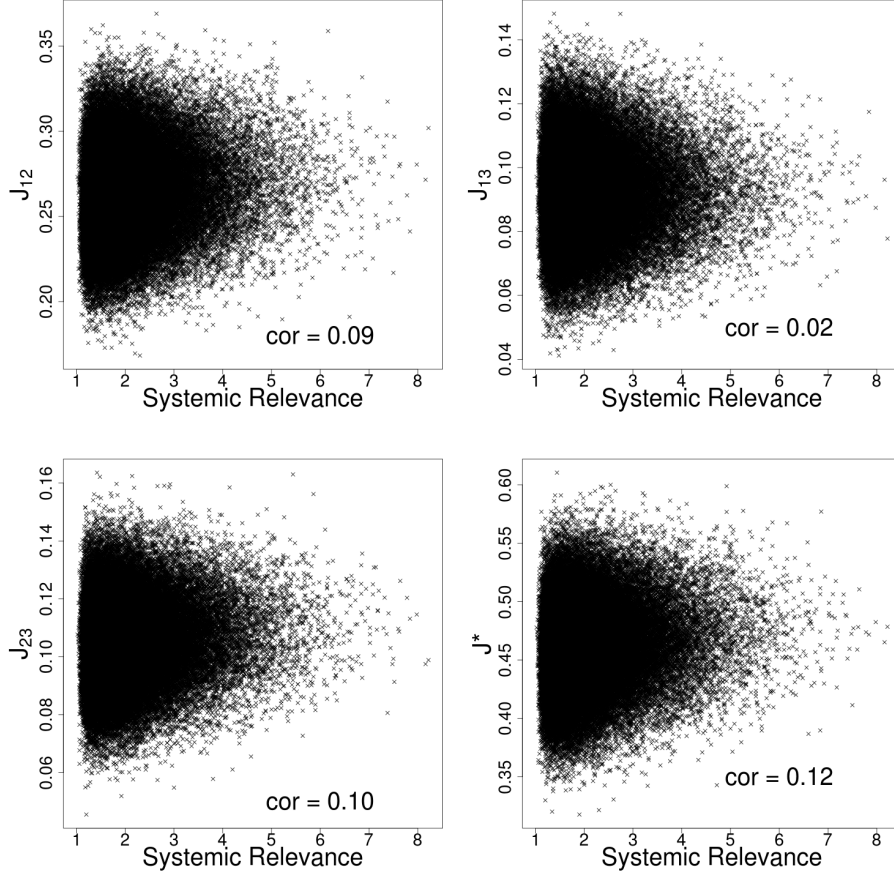 0.35
0.30
0.25
0.20
J12
cor = 0.09
1 2 3 4 5 6 7 8
Systemic Relevance
0.14
0.12
0.10
0.08
0.06
0.04
J13
cor = 0.02
1 2 3 4 5 6 7 8
Systemic Relevance
0.16
0.14
0.12
0.10
0.08
0.06
J23
cor = 0.10
1 2 3 4 5 6 7 8
Systemic Relevance
0.60
0.55
0.50
0.45
0.40
0.35
J*
cor = 0.12
1 2 3 4 5 6 7 8
Systemic Relevance